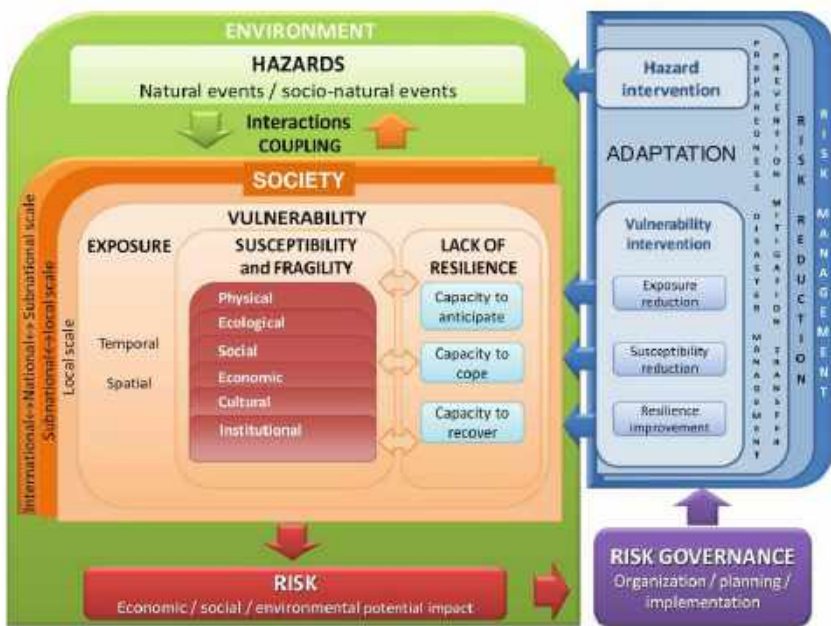 ENVIRONMENT
HAZARDS
Natural events / socio-natural events
Interactions
COUPLING
SOCIETY
VULNERABILITY
EXPOSURE
Temporal
Spatial
SUSCEPTIBILITY
and FRAGILITY
Physical
Ecological
Social
Economic
Cultural
Institutional
LACK OF
RESILIENCE
Capacity to
anticipate
Capacity to
cope
Capacity to
recover
International↔National↔Subnational scale
Subnational↔local scale
Local scale
RISK
Economic / social / environmental potential impact
Hazard
intervention
ADAPTATION
Vulnerability
intervention
Exposure
reduction
Susceptibility
reduction
Resilience
improvement
PREPAREDNESS DISASTER MANAGEMENT
PREVENTION MITIGATION TRANSFER
RISK REDUCTION
RISK MANAGEMENT
RISK GOVERNANCE
Organization / planning /
implementation